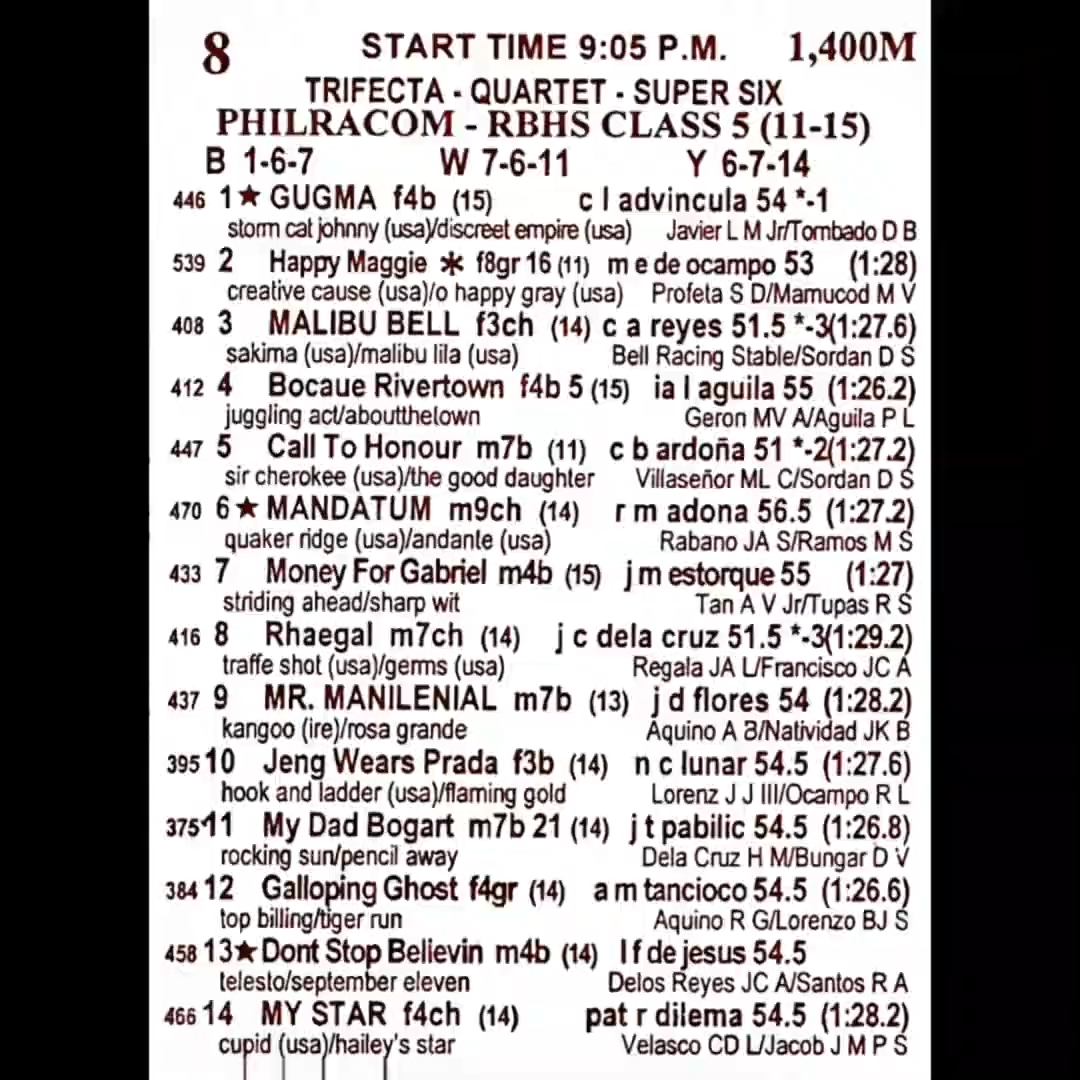 8 START TIME 9:05 P.M. 1,400M
TRIFECTA - QUARTET - SUPER SIX
PHILRACOM - RBHS CLASS 5 (11-15)
B 1-6-7 W 7-6-11 Y 6-7-14
446 1★ GUGMA f4b (15) c l advincula 54 *-1
storm cat johnny (usa)/discreet empire (usa) Javier L M Jr/Tombado D B
539 2 Happy Maggie ✻ f8gr 16 (11) m e de ocampo 53 (1:28)
creative cause (usa)/o happy gray (usa) Profeta S D/Mamucod M V
408 3 MALIBU BELL f3ch (14) c a reyes 51.5 *-3(1:27.6)
sakima (usa)/malibu lila (usa) Bell Racing Stable/Sordan D S
412 4 Bocaue Rivertown f4b 5 (15) ia l aguila 55 (1:26.2)
juggling act/aboutthetown Geron MV A/Aguila P L
447 5 Call To Honour m7b (11) c b ardoña 51 *-2(1:27.2)
sir cherokee (usa)/the good daughter Villaseñor ML C/Sordan D S
470 6★ MANDATUM m9ch (14) r m adona 56.5 (1:27.2)
quaker ridge (usa)/andante (usa) Rabano JA S/Ramos M S
433 7 Money For Gabriel m4b (15) j m estorque 55 (1:27)
striding ahead/sharp wit Tan A V Jr/Tupas R S
416 8 Rhaegal m7ch (14) j c dela cruz 51.5 *-3(1:29.2)
traffe shot (usa)/germs (usa) Regala JA L/Francisco JC A
437 9 MR. MANILENIAL m7b (13) j d flores 54 (1:28.2)
kangoo (ire)/rosa grande Aquino A B/Natividad JK B
395 10 Jeng Wears Prada f3b (14) n c lunar 54.5 (1:27.6)
hook and ladder (usa)/flaming gold Lorenz J J III/Ocampo R L
375 11 My Dad Bogart m7b 21 (14) j t pabilic 54.5 (1:26.8)
rocking sun/pencil away Dela Cruz H M/Bungar D V
384 12 Galloping Ghost f4gr (14) a m tancioco 54.5 (1:26.6)
top billing/tiger run Aquino R G/Lorenzo BJ S
458 13★ Dont Stop Believin m4b (14) l f de jesus 54.5
telesto/september eleven Delos Reyes JC A/Santos R A
466 14 MY STAR f4ch (14) pat r dilema 54.5 (1:28.2)
cupid (usa)/hailey's star Velasco CD L/Jacob J M P S